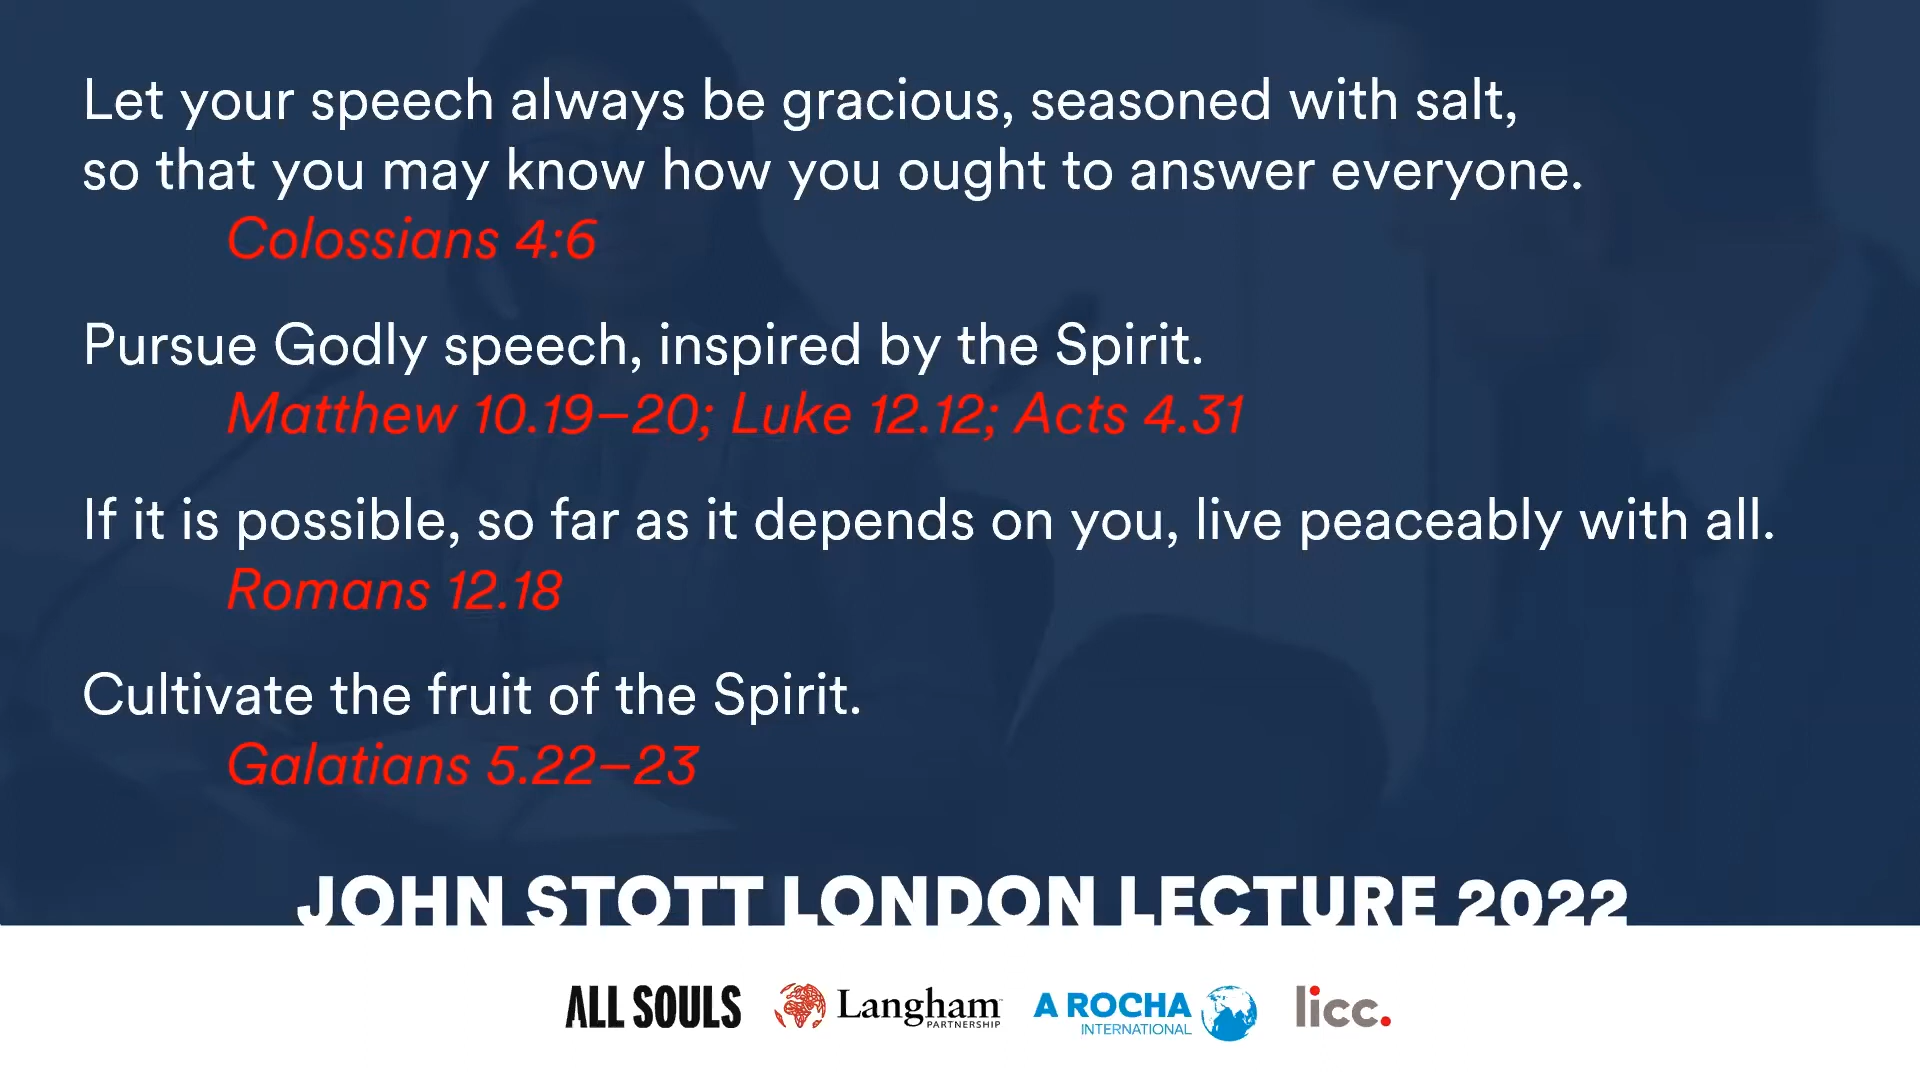 Let your speech always be gracious, seasoned with salt,
so that you may know how you ought to answer everyone.
Colossians 4:6
Pursue Godly speech, inspired by the Spirit.
Matthew 10.19–20; Luke 12.12; Acts 4.31
If it is possible, so far as it depends on you, live peaceably with all.
Romans 12.18
Cultivate the fruit of the Spirit.
Galatians 5.22–23
JOHN STOTT LONDON LECTURE 2022
ALL SOULS
Langham
PARTNERSHIP
A ROCHA
INTERNATIONAL
licc.